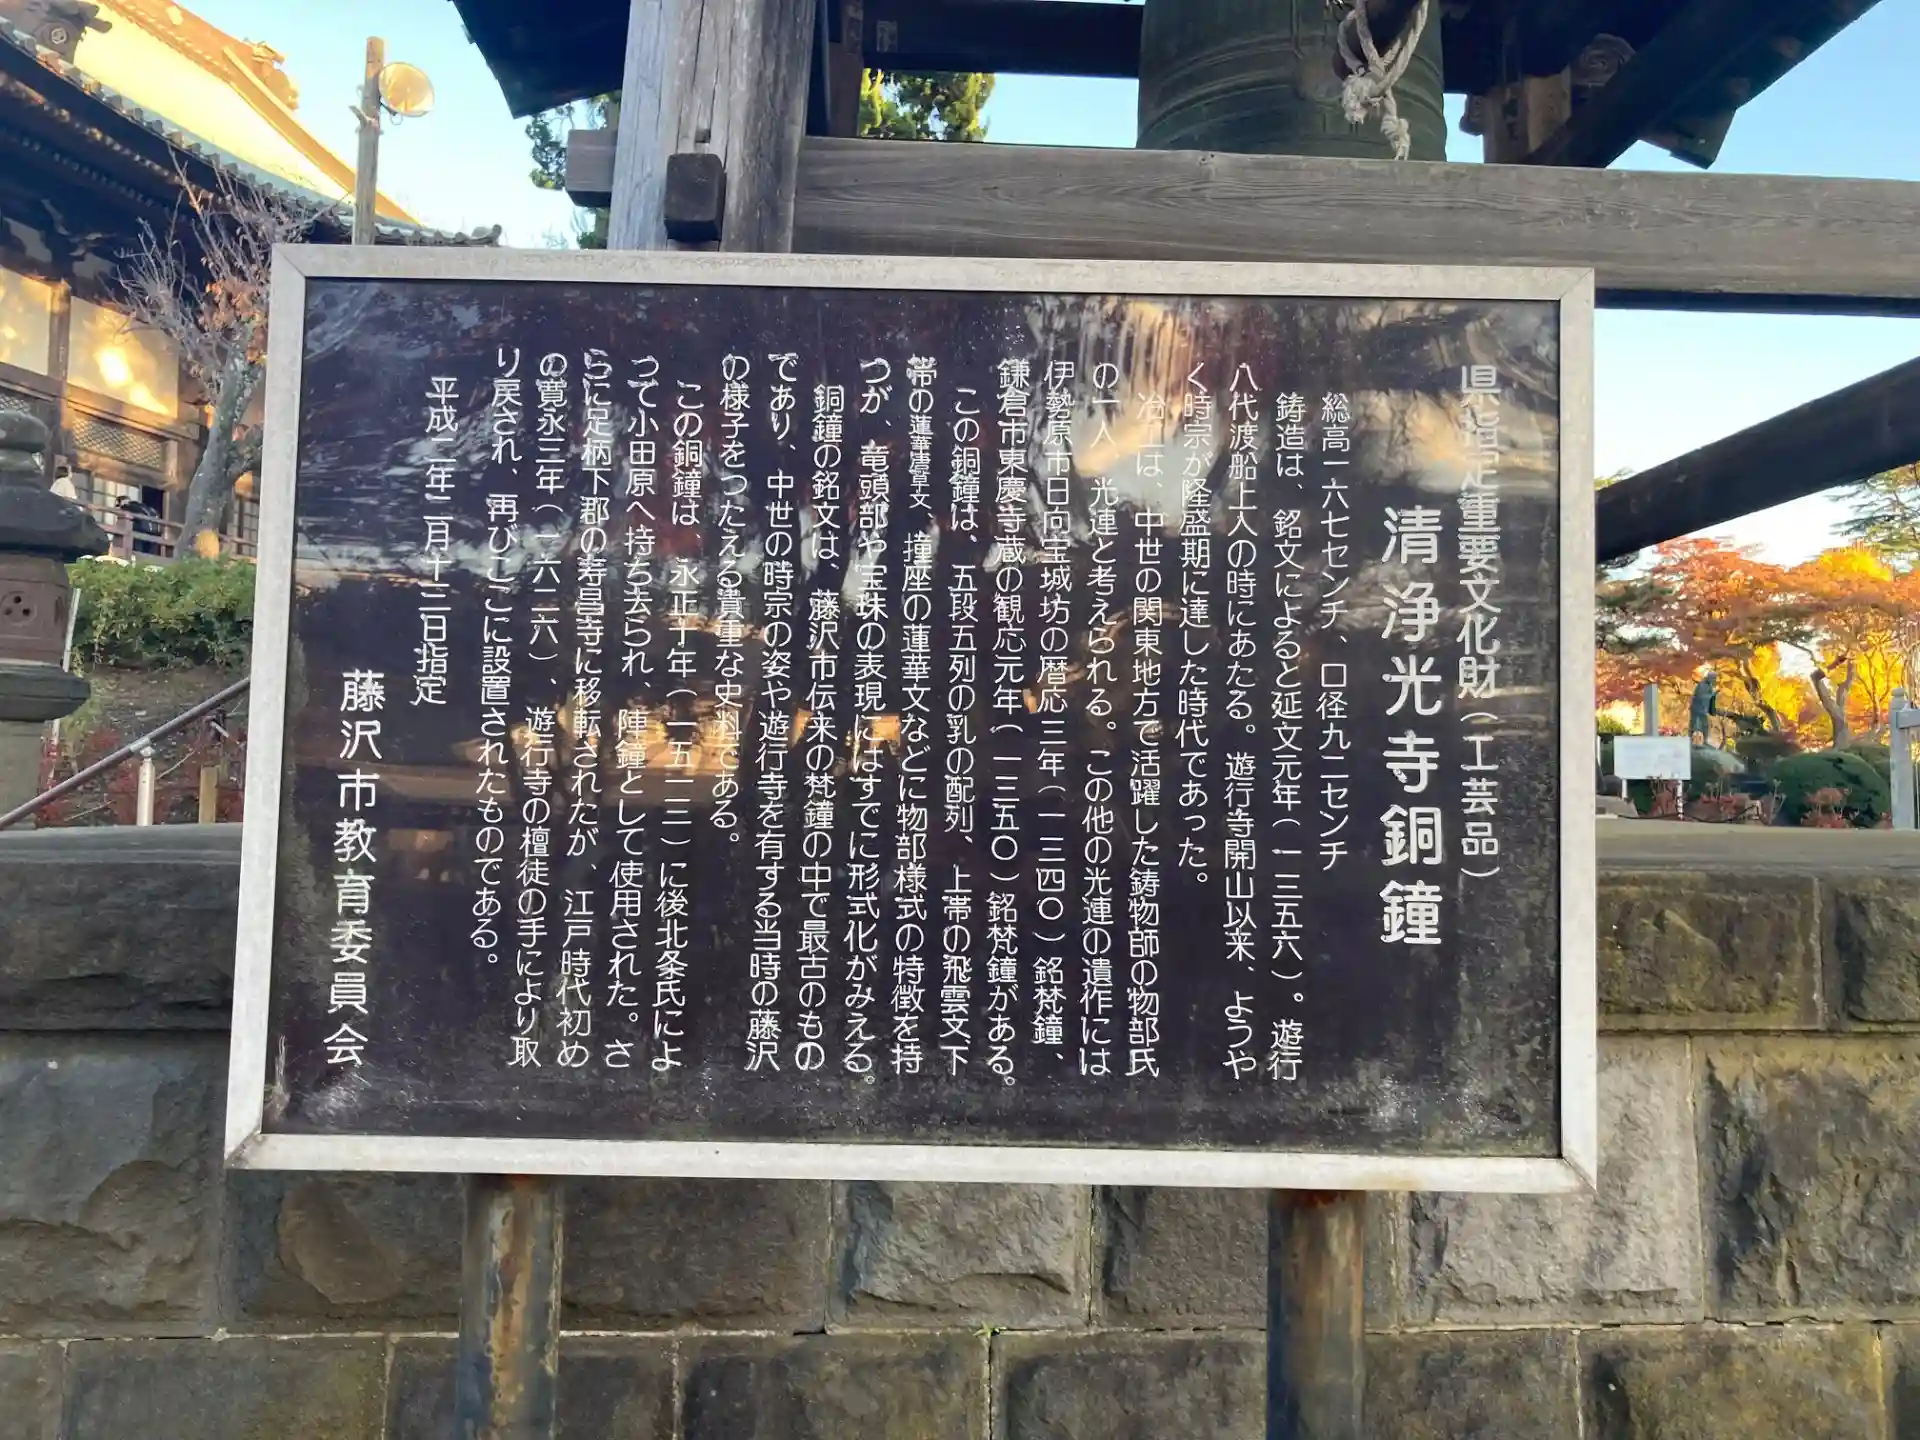 県指定重要文化財（工芸品）
清浄光寺銅鐘
総高一六七センチ、口径九二センチ
鋳造は、銘文によると延文元年（一三五六）。遊行
八代渡船上人の時にあたる。遊行寺開山以来、ようや
く時宗が隆盛期に達した時代であった。
冶工は、中世の関東地方で活躍した鋳物師の物部氏
の一人、光連と考えられる。この他の光連の遺作には
伊勢原市日向宝城坊の暦応三年（一三四〇）銘梵鐘、
鎌倉市東慶寺蔵の観応元年（一三五〇）銘梵鐘がある。
この銅鐘は、五段五列の乳の配列、上帯の飛雲文、下
帯の蓮華唐草文、撞座の蓮華文などに物部様式の特徴を持
つが、竜頭部や宝珠の表現にはすでに形式化がみえる。
銅鐘の銘文は、藤沢市伝来の梵鐘の中で最古のもの
であり、中世の時宗の姿や遊行寺を有する当時の藤沢
の様子をつたえる貴重な史料である。
この銅鐘は、永正十年（一五一三）に後北条氏によ
って小田原へ持ち去られ、陣鐘として使用された。さ
らに足柄下郡の寿昌寺に移転されたが、江戸時代初め
の寛永三年（一六二六）、遊行寺の檀徒の手により取
り戻され、再びここに設置されたものである。
平成二年二月十三日指定
藤沢市教育委員会